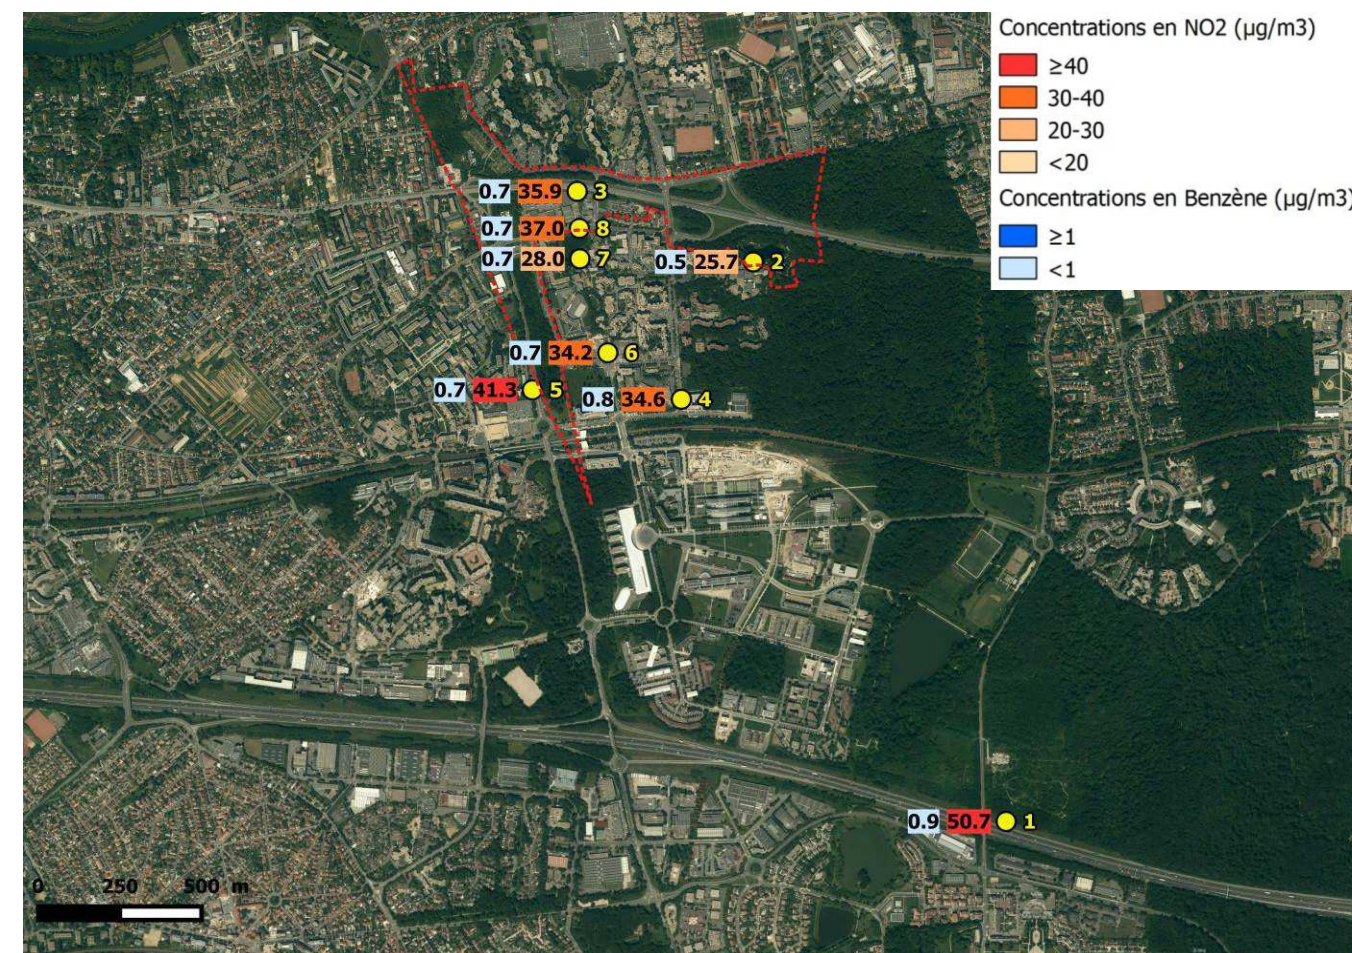 Concentrations en NO2 (µg/m3)
≥40
30-40
20-30
<20
Concentrations en Benzène (µg/m3)
≥1
<1
0.7 35.9 3
0.7 37.0 8
0.7 28.0 7
0.5 25.7 2
0.7 34.2 6
0.7 41.3 5
0.8 34.6 4
0.9 50.7 1
0 250 500 m